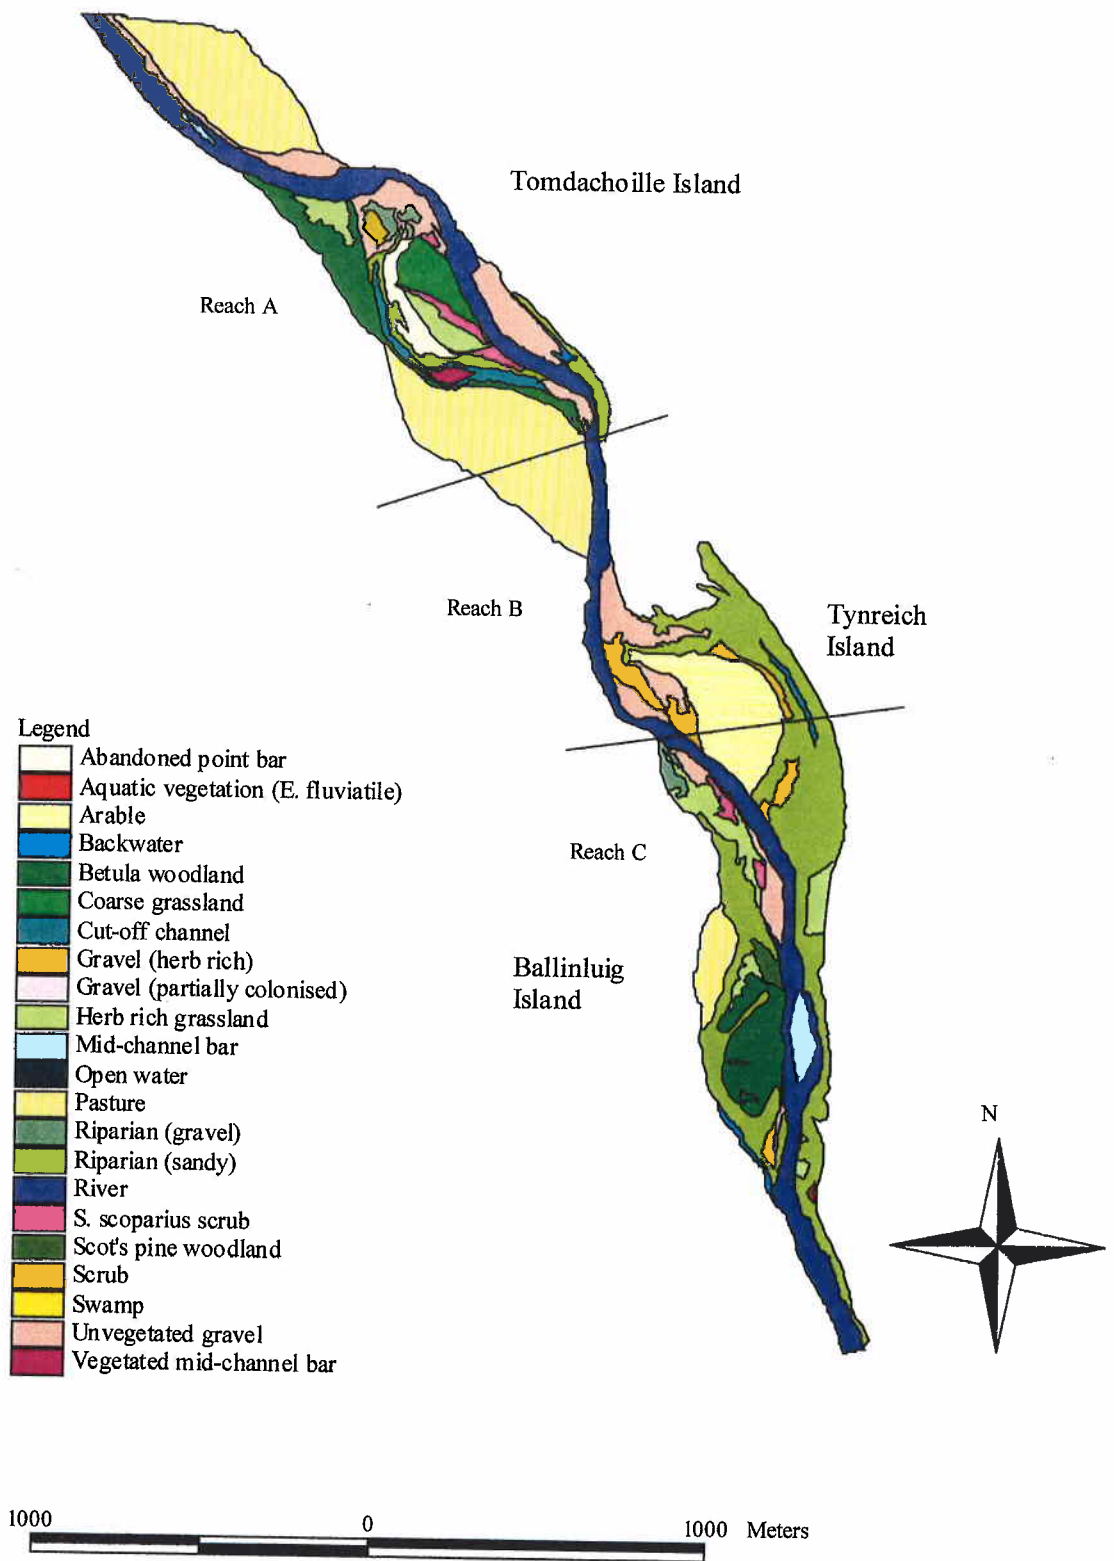 Tomdachoille Island
Reach A
Reach B
Tynreich
Island
Legend
Abandoned point bar
Aquatic vegetation (E. fluviatile)
Arable
Backwater
Betula woodland
Coarse grassland
Cut-off channel
Gravel (herb rich)
Gravel (partially colonised)
Herb rich grassland
Mid-channel bar
Open water
Pasture
Riparian (gravel)
Riparian (sandy)
River
S. scoparius scrub
Scot's pine woodland
Scrub
Swamp
Unvegetated gravel
Vegetated mid-channel bar
Reach C
Ballinluig
Island
N
1000 0 1000 Meters